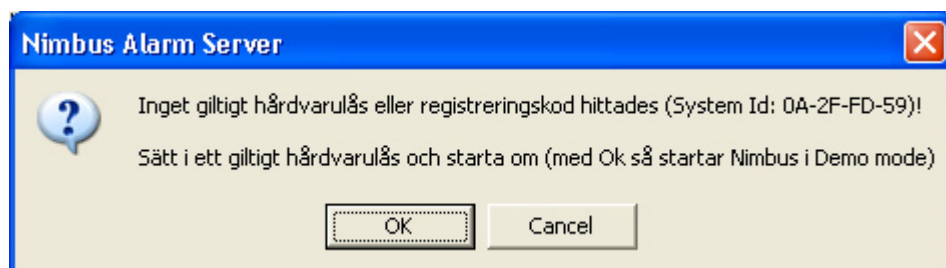 Nimbus Alarm Server
Inget giltigt hårdvarulås eller registreringskod hittades (System Id: 0A-2F-FD-59)!
Sätt i ett giltigt hårdvarulås och starta om (med Ok så startar Nimbus i Demo mode)
OK
Cancel